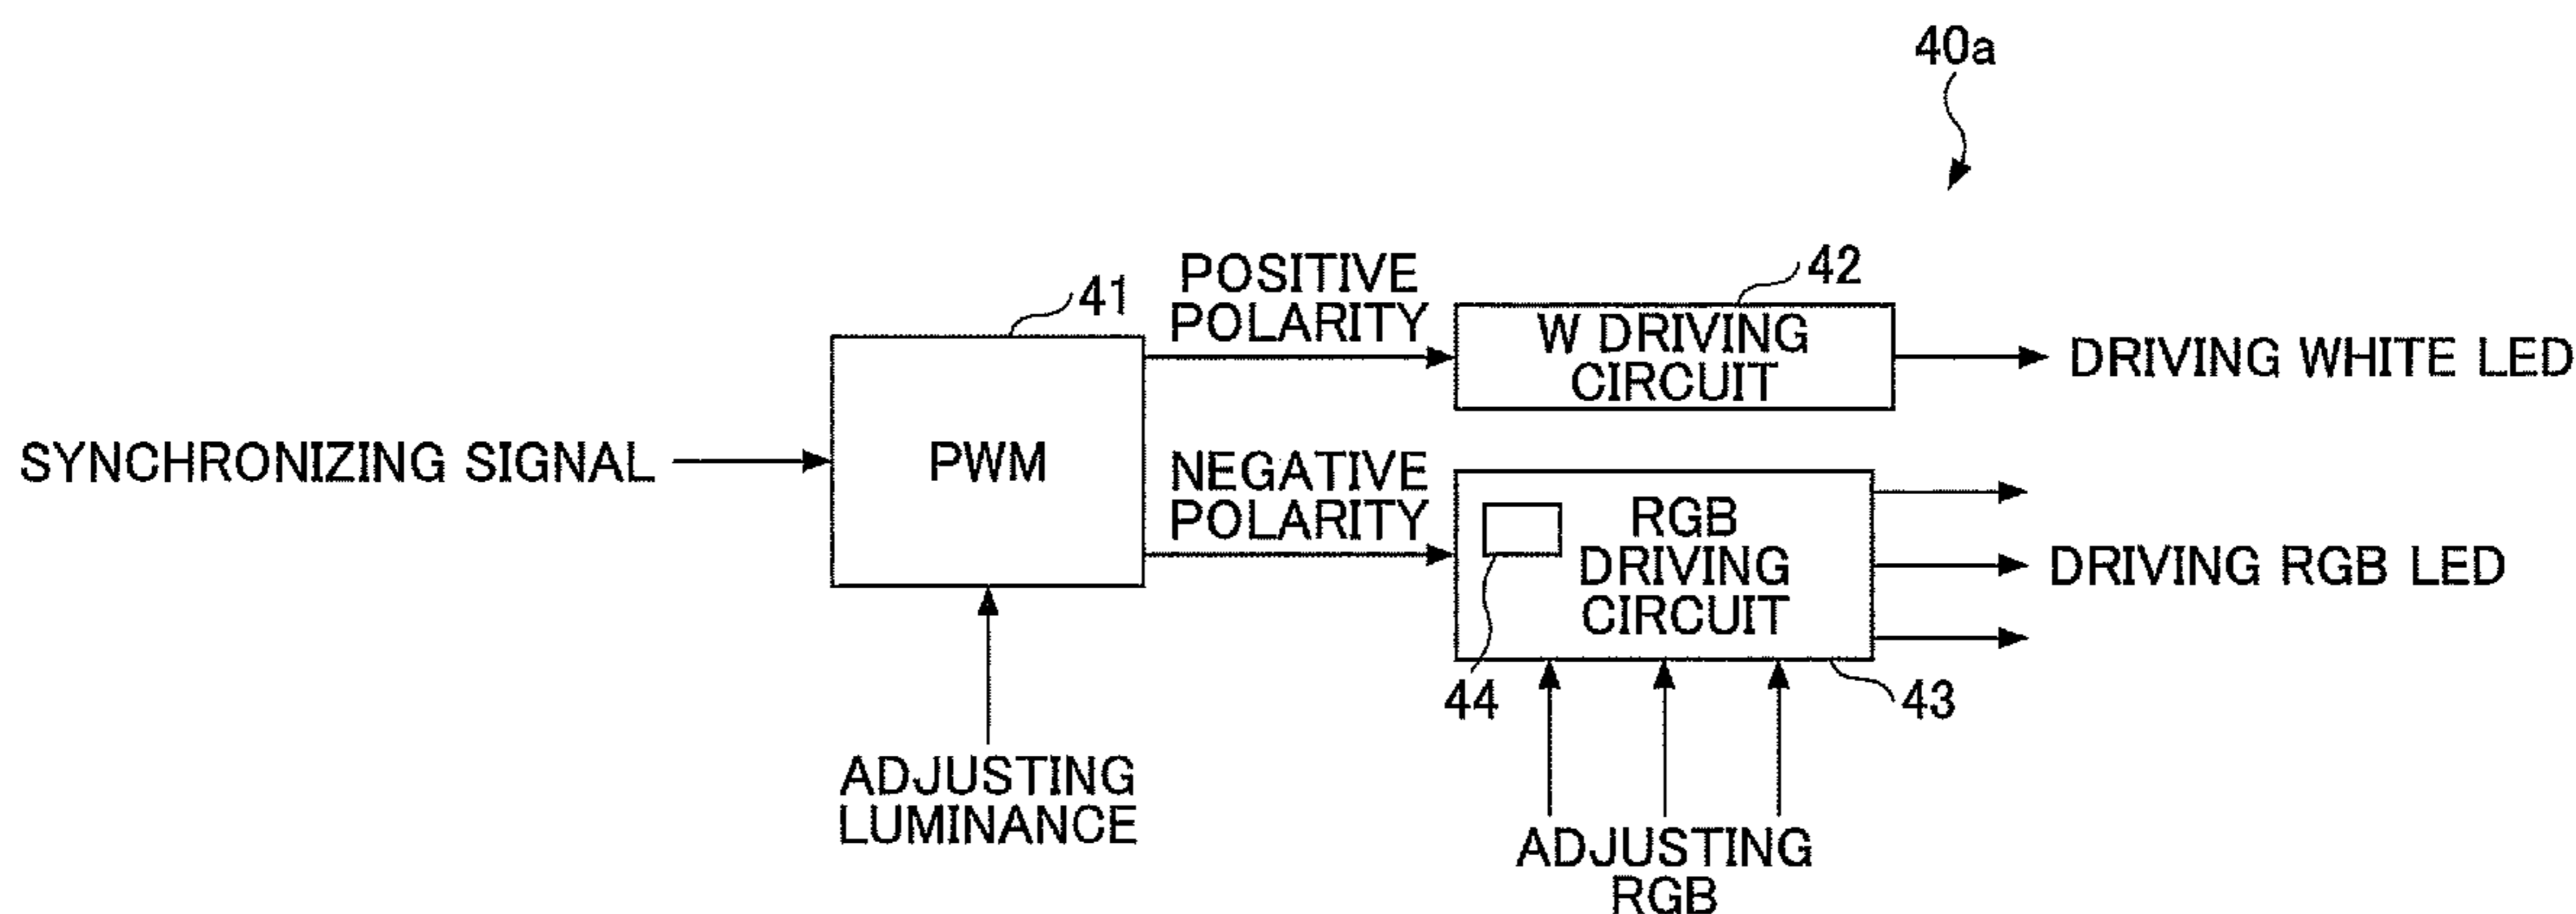 40a
POSITIVE
POLARITY
41
42
W DRIVING
CIRCUIT
DRIVING WHITE LED
SYNCHRONIZING SIGNAL
PWM
NEGATIVE
POLARITY
RGB
DRIVING
CIRCUIT
DRIVING RGB LED
44
43
ADJUSTING
LUMINANCE
ADJUSTING
RGB